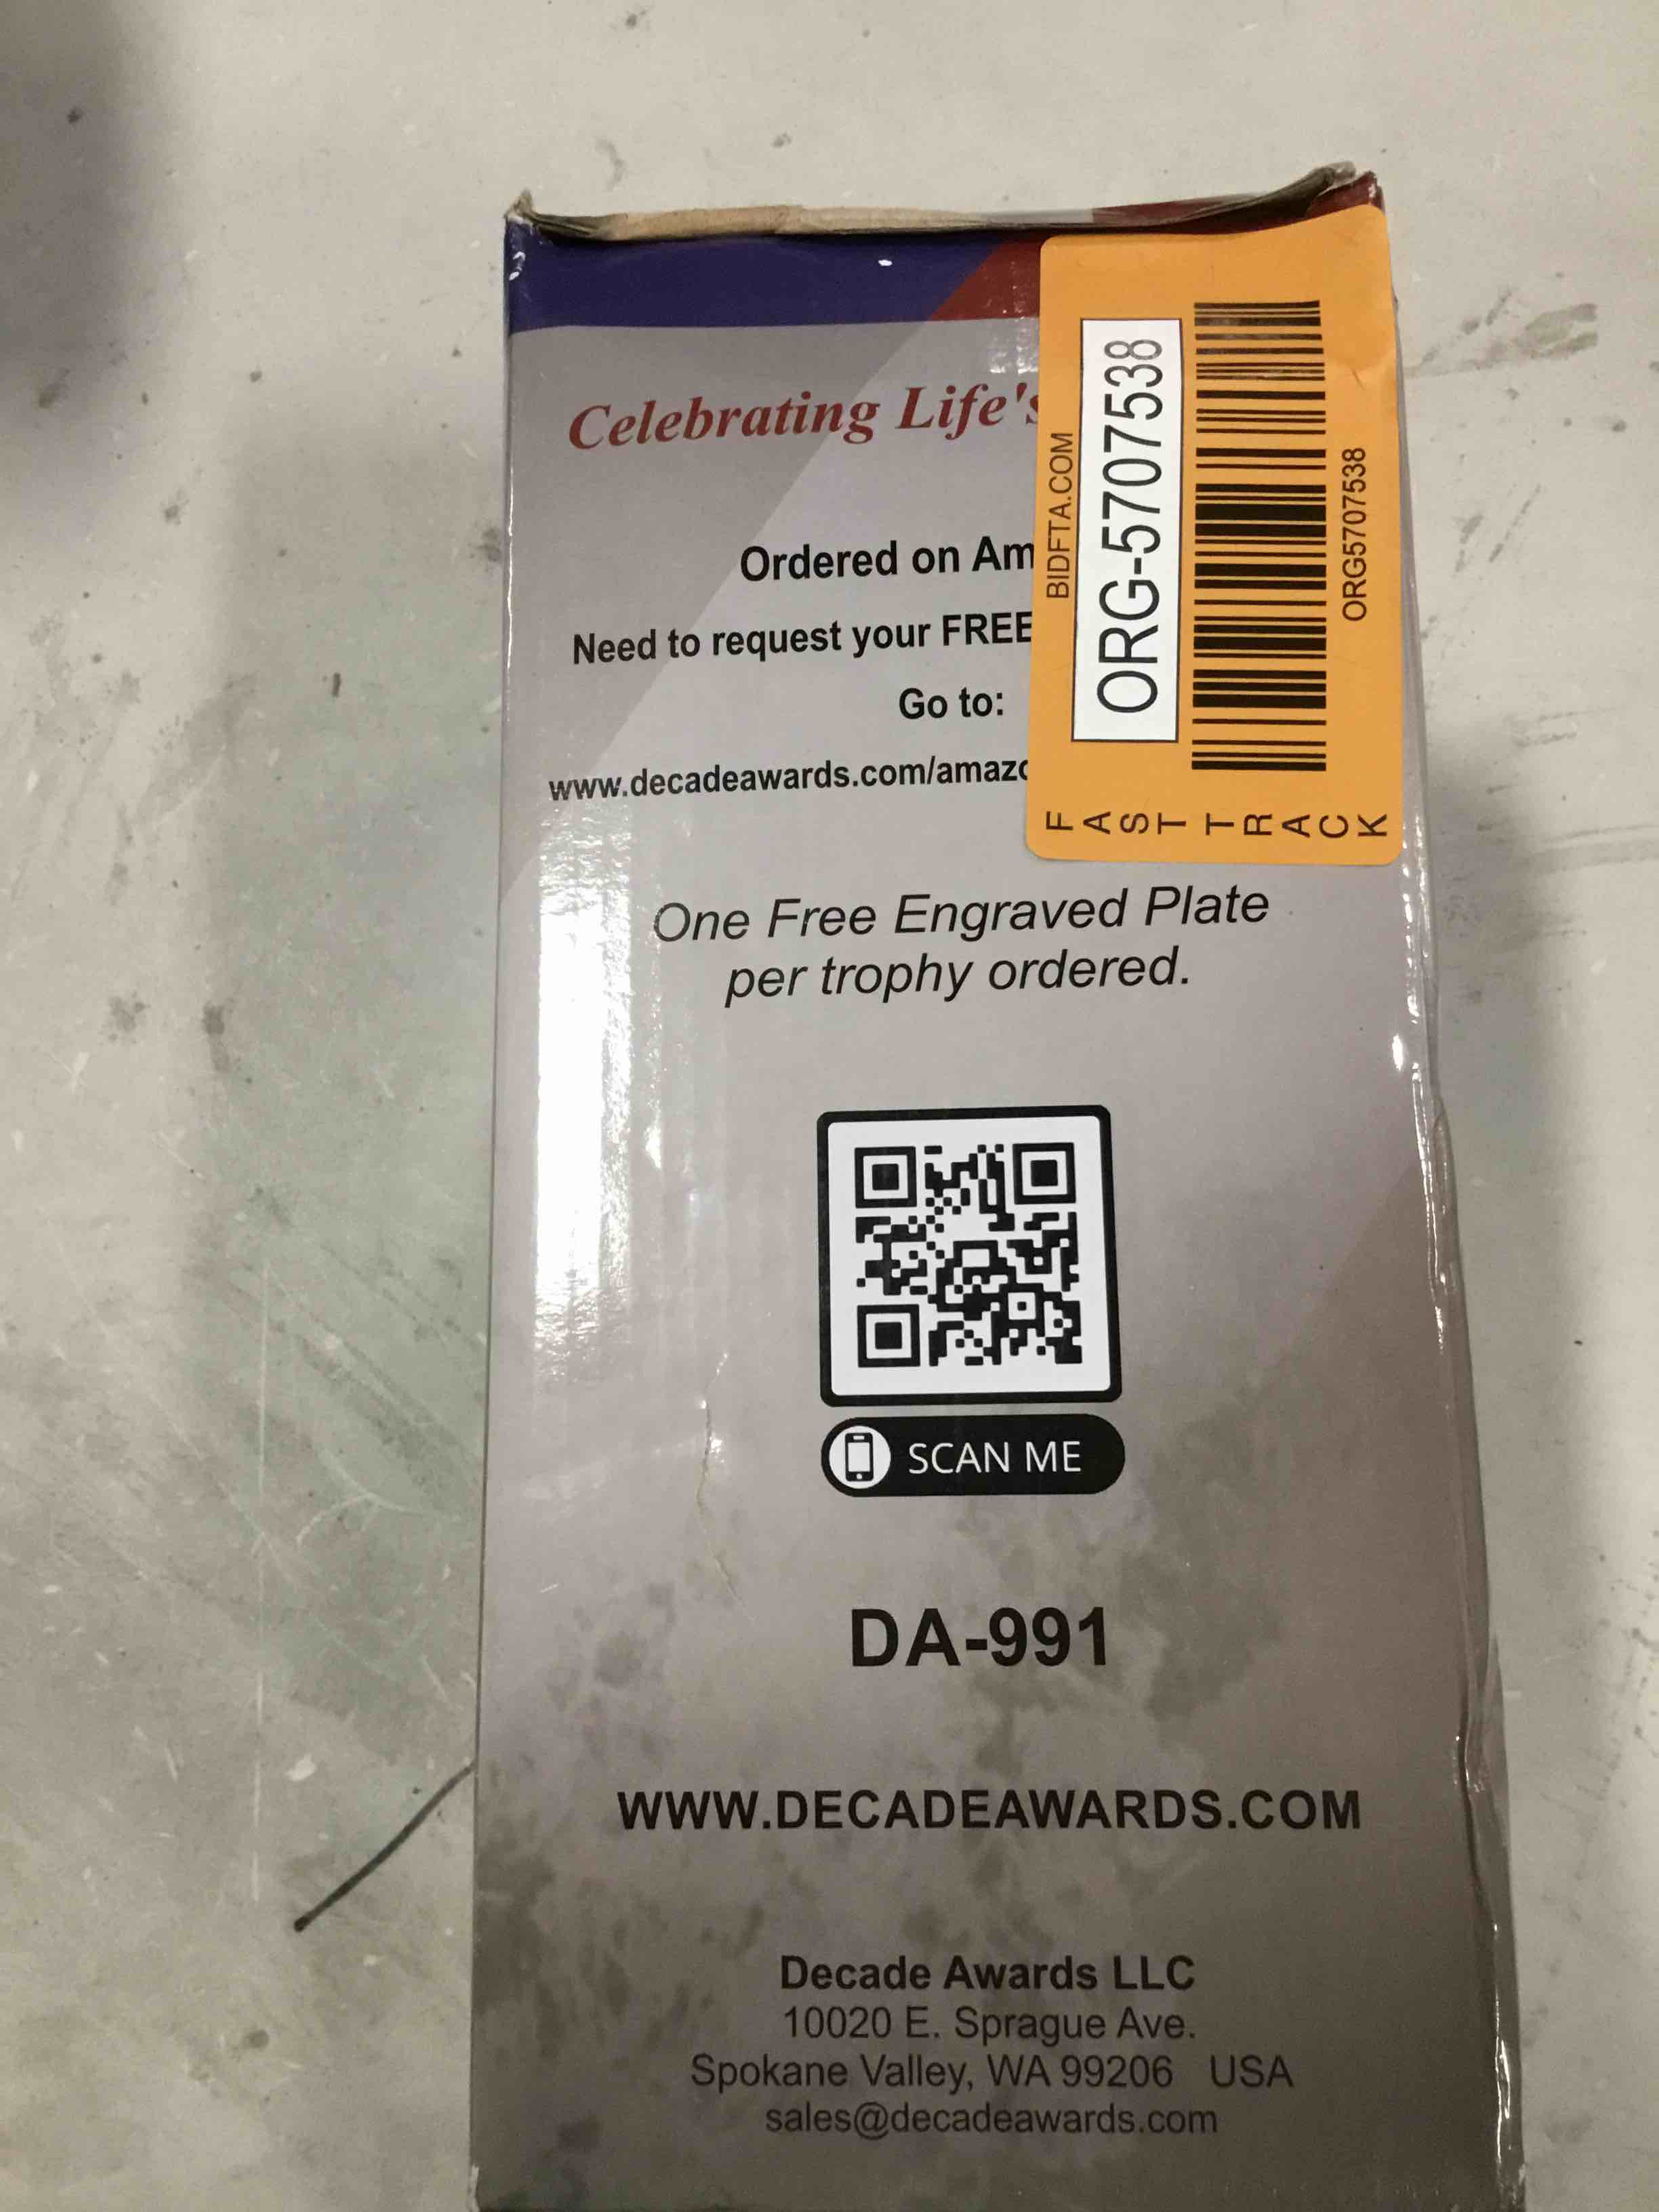 Celebrating Life's
Ordered on Am
Need to request your FREE
Go to:
www.decadeawards.com/amazo
BIDFTA.COM
ORG-5707538
ORG5707538
FAST TRACK
One Free Engraved Plate
per trophy ordered.
SCAN ME
DA-991
WWW.DECADEAWARDS.COM
Decade Awards LLC
10020 E. Sprague Ave.
Spokane Valley, WA 99206 USA
sales@decadeawards.com